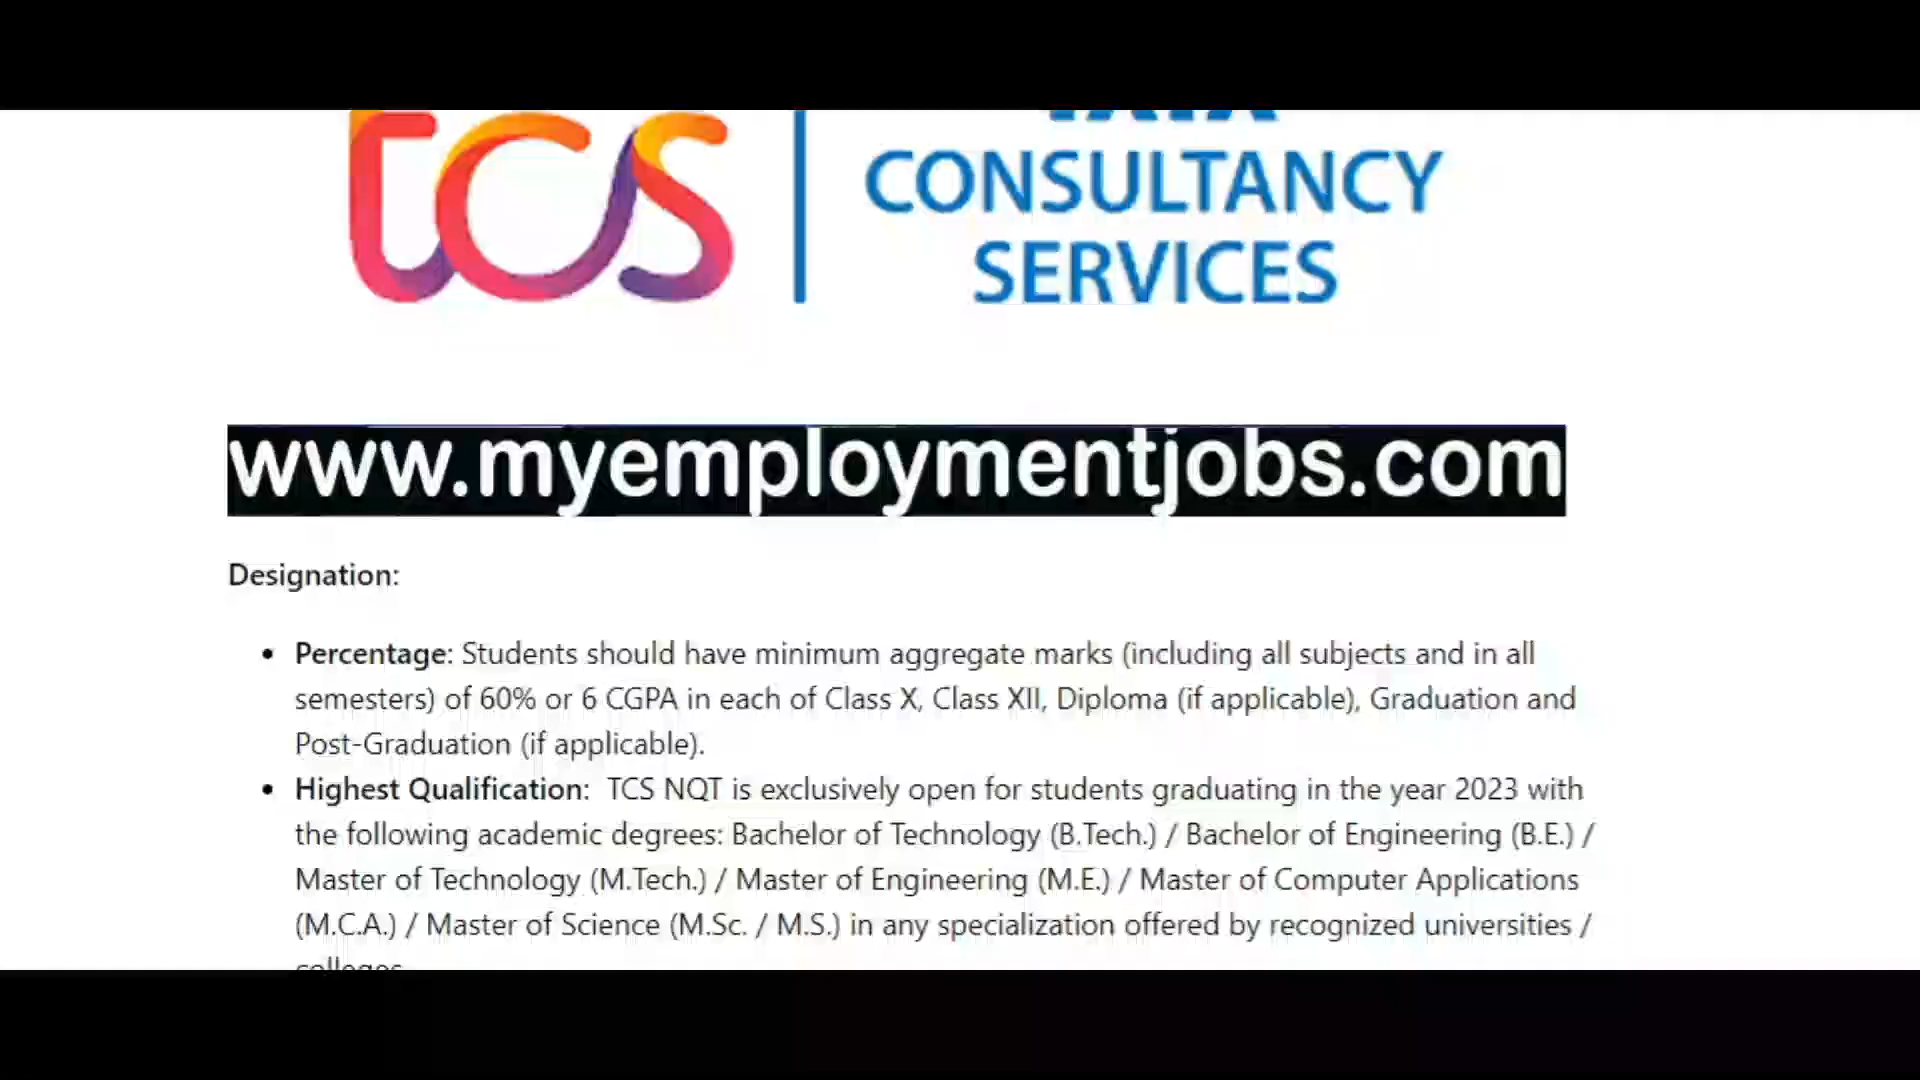 tcs
TATA
CONSULTANCY
SERVICES
www.myemploymentjobs.com
Designation:
• Percentage: Students should have minimum aggregate marks (including all subjects and in all
semesters) of 60% or 6 CGPA in each of Class X, Class XII, Diploma (if applicable), Graduation and
Post-Graduation (if applicable).
• Highest Qualification: TCS NQT is exclusively open for students graduating in the year 2023 with
the following academic degrees: Bachelor of Technology (B.Tech.) / Bachelor of Engineering (B.E.) /
Master of Technology (M.Tech.) / Master of Engineering (M.E.) / Master of Computer Applications
(M.C.A.) / Master of Science (M.Sc. / M.S.) in any specialization offered by recognized universities /
colleges